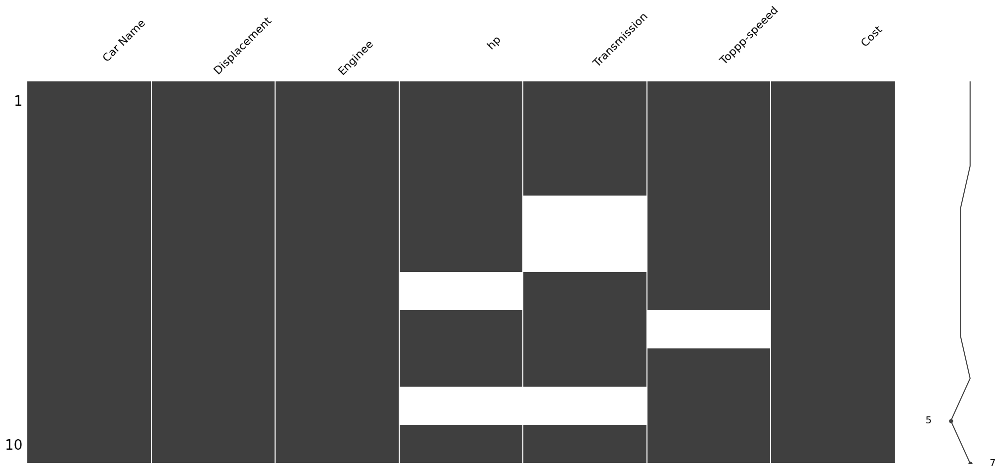 Car Name
Displacement
Enginee
hp
Transmission
Toppp-speeed
Cost
1
10
5
7